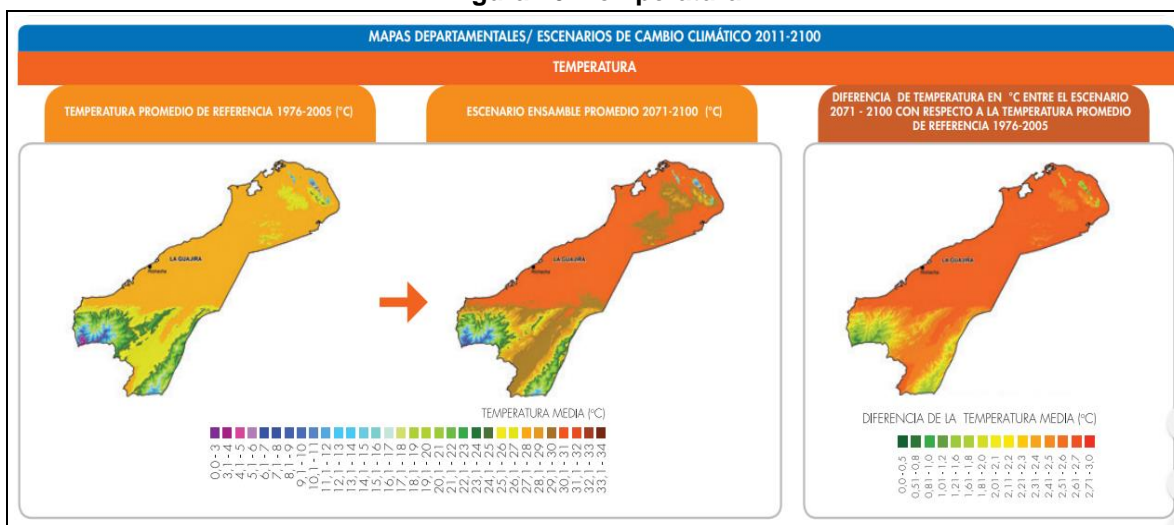 MAPAS DEPARTAMENTALES/ ESCENARIOS DE CAMBIO CLIMÁTICO 2011-2100
TEMPERATURA
TEMPERATURA PROMEDIO DE REFERENCIA 1976-2005 (°C)
ESCENARIO ENSAMBLE PROMEDIO 2071-2100 (°C)
DIFERENCIA DE TEMPERATURA EN °C ENTRE EL ESCENARIO
2071 - 2100 CON RESPECTO A LA TEMPERATURA PROMEDIO
DE REFERENCIA 1976-2005
LA GUAJIRA
Riohacha
LA GUAJIRA
Riohacha
LA GUAJIRA
Riohacha
TEMPERATURA MEDIA (°C)
0,0 - 3
3,1 - 4
4,1 - 5
5,1 - 6
6,1 - 7
7,1 - 8
8,1 - 9
9,1 - 10
10,1 - 11
11,1 - 12
12,1 - 13
13,1 - 14
14,1 - 15
15,1 - 16
16,1 - 17
17,1 - 18
18,1 - 19
19,1 - 20
20,1 - 21
21,1 - 22
22,1 - 23
23,1 - 24
24,1 - 25
25,1 - 26
26,1 - 27
27,1 - 28
28,1 - 29
29,1 - 30
30,1 - 31
31,1 - 32
32,1 - 33
33,1 - 34
DIFERENCIA DE LA TEMPERATURA MEDIA (°C)
0,0-0,5
0,51-0,8
0,81-1,0
1,01-1,2
1,21-1,6
1,61-1,8
1,81-2,0
2,01-2,1
2,11-2,2
2,21-2,3
2,31-2,4
2,41-2,5
2,51-2,6
2,61-2,7
2,71-3,0